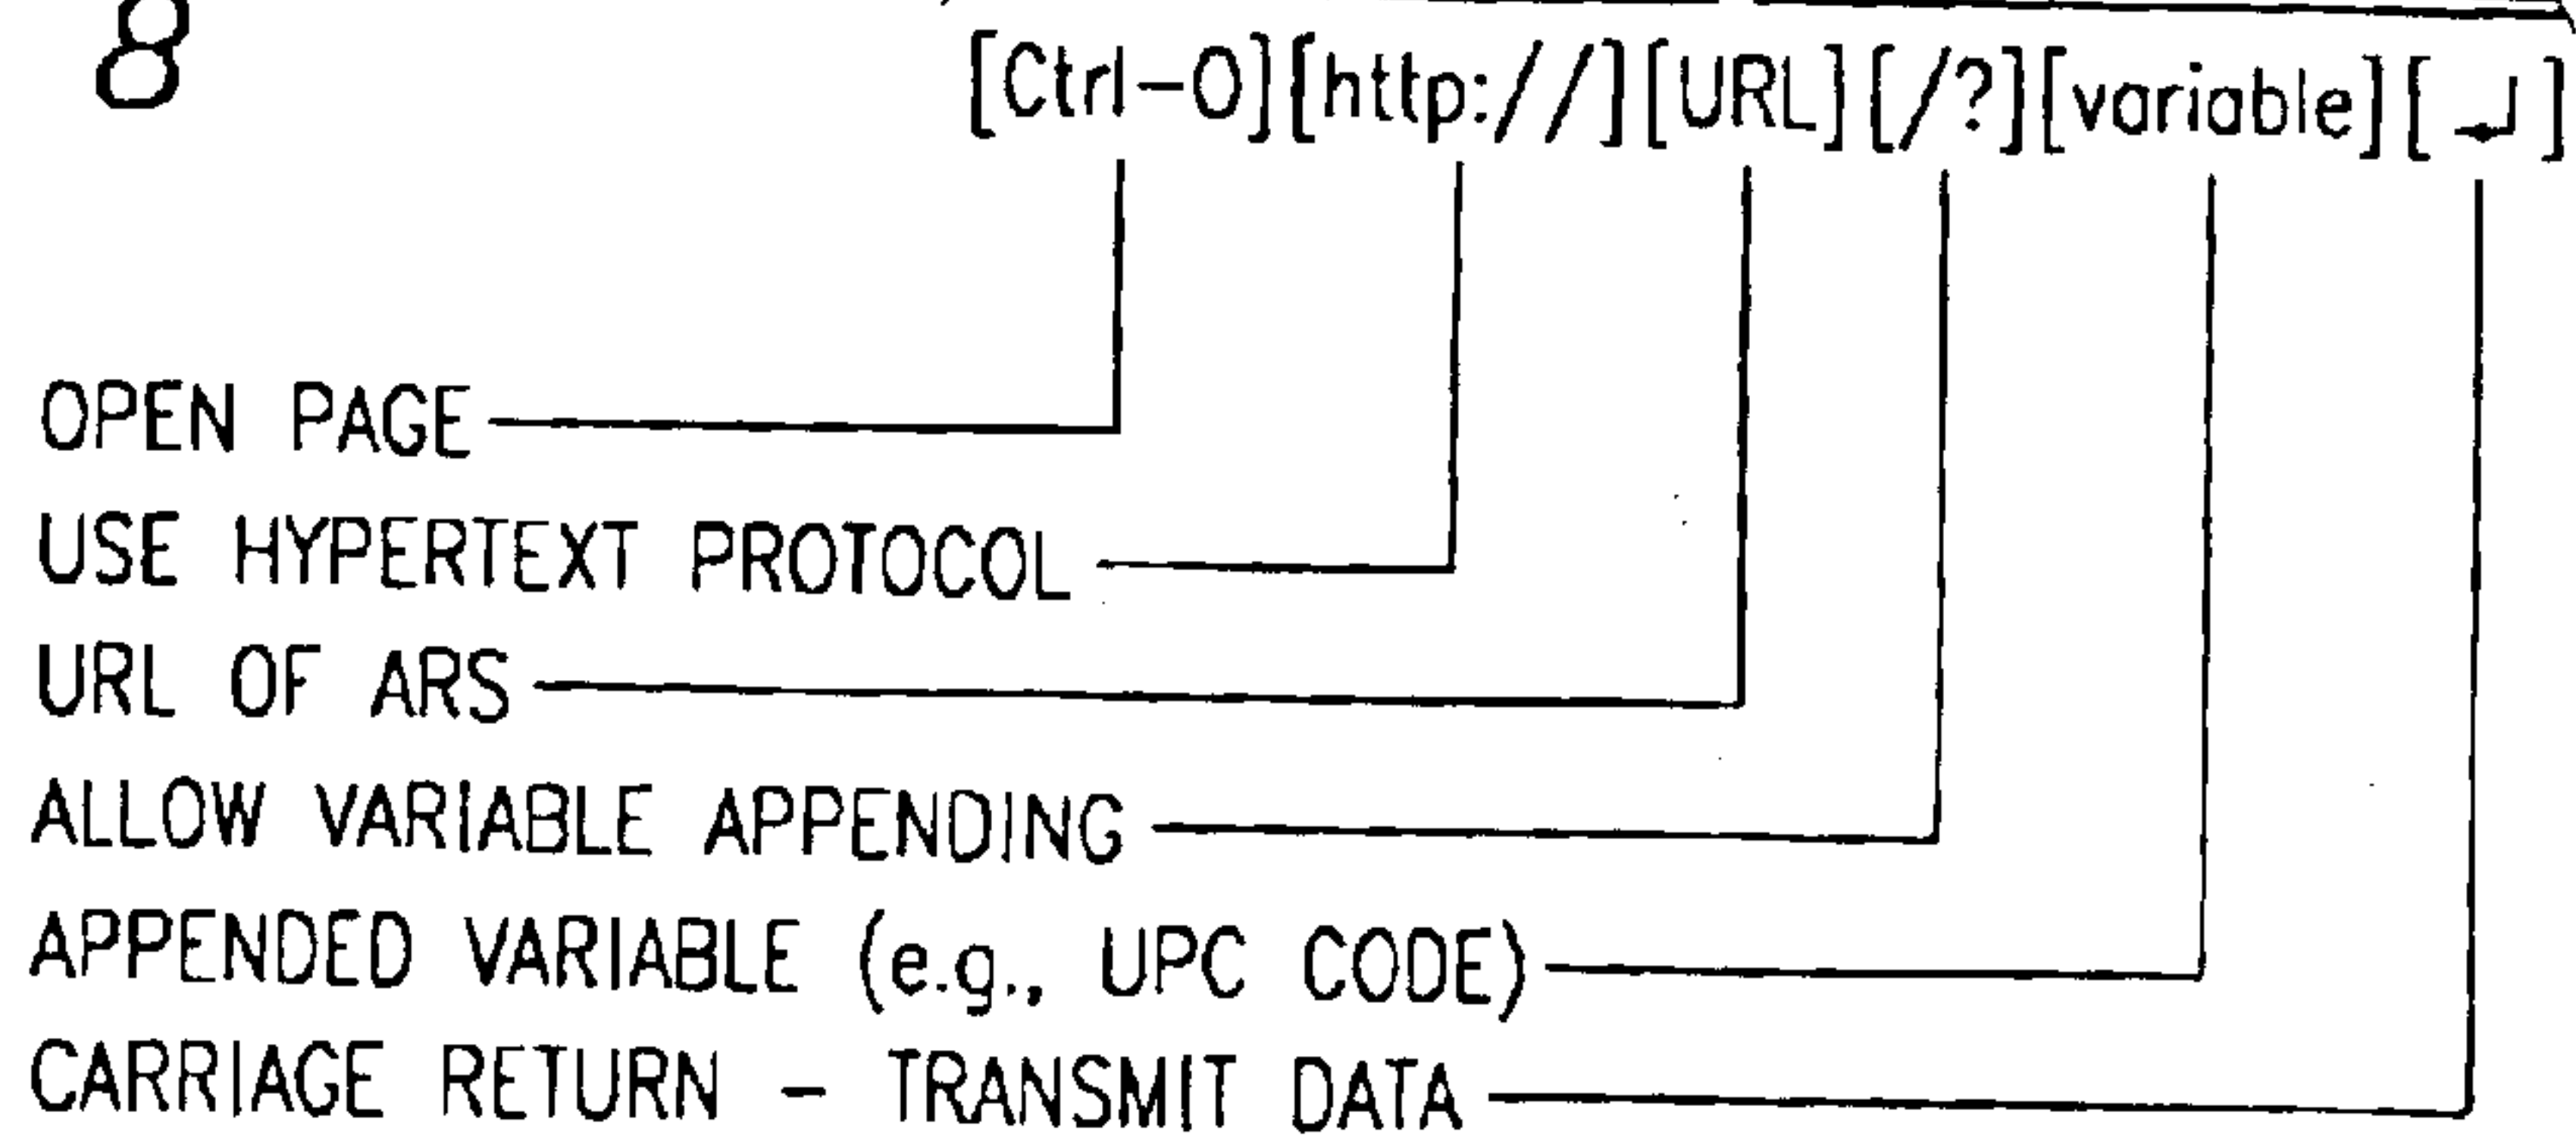 8
[Ctrl-O][http://][URL][/?][variable][↵]
OPEN PAGE
USE HYPERTEXT PROTOCOL
URL OF ARS
ALLOW VARIABLE APPENDING
APPENDED VARIABLE (e.g., UPC CODE)
CARRIAGE RETURN - TRANSMIT DATA